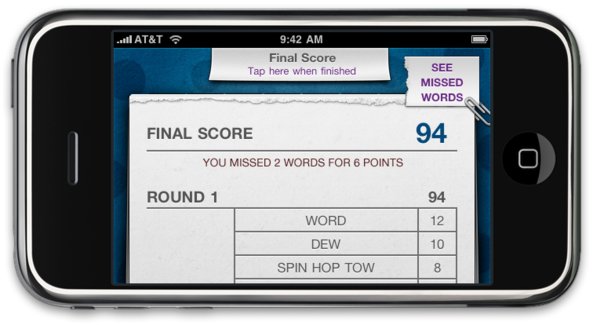 AT&T 9:42 AM
Final Score
Tap here when finished
SEE
MISSED
WORDS
FINAL SCORE 94
YOU MISSED 2 WORDS FOR 6 POINTS
ROUND 1 94
WORD 12
DEW 10
SPIN HOP TOW 8